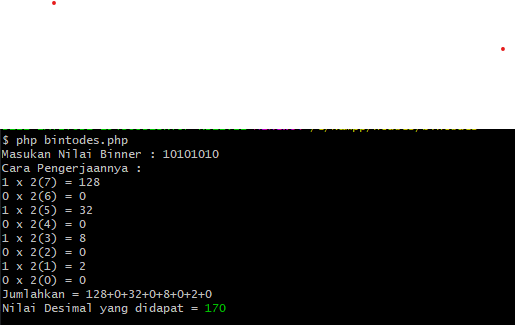 $ php bintodes.php
Masukan Nilai Binner : 10101010
Cara Pengerjaannya :
1 x 2(7) = 128
0 x 2(6) = 0
1 x 2(5) = 32
0 x 2(4) = 0
1 x 2(3) = 8
0 x 2(2) = 0
1 x 2(1) = 2
0 x 2(0) = 0
Jumlahkan = 128+0+32+0+8+0+2+0
Nilai Desimal yang didapat = 170